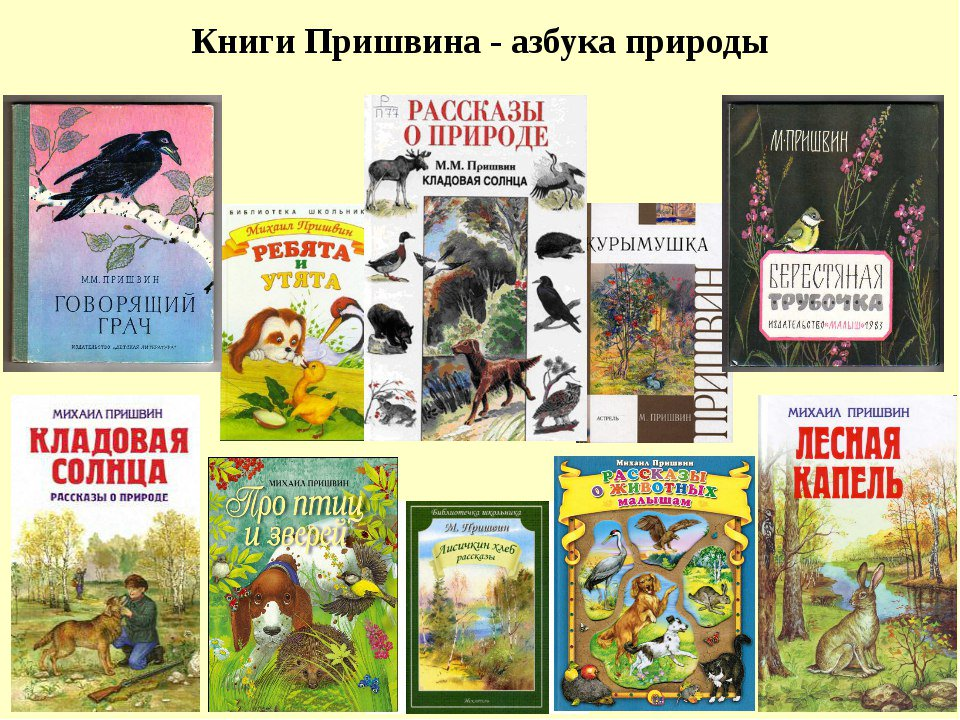 Книги Пришвина - азбука природы
М.М. ПРИШВИН
ГОВОРЯЩИЙ
ГРАЧ
ИЗДАТЕЛЬСТВО „ДЕТСКАЯ ЛИТЕРАТУРА"
БИБЛИОТЕКА ШКОЛЬНИК
Михаил Пришвин
РЕБЯТА
И
УТЯТА
Р
П77
РАССКАЗЫ
О ПРИРОДЕ
М.М. Пришвин
КЛАДОВАЯ СОЛНЦА
КУРЫМУШКА
ПРИШВИН
АСТРЕЛЬ
М. ПРИШВИН
М·ПРИШВИН
БЕРЕСТЯНАЯ
ТРУБОЧКА
ИЗДАТЕЛЬСТВО «МАЛЫШ» 1983
МИХАИЛ ПРИШВИН
КЛАДОВАЯ
СОЛНЦА
РАССКАЗЫ О ПРИРОДЕ
МИХАИЛ ПРИШВИН
Про птиц
и зверей
Библиотечка школьника
М. Пришвин
Лисичкин хлеб
рассказы
Михаил Пришвин
РАССКАЗЫ
О ЖИВОТНЫХ
МАЛЫШАМ
МИХАИЛ ПРИШВИН
ЛЕСНАЯ
КАПЕЛЬ